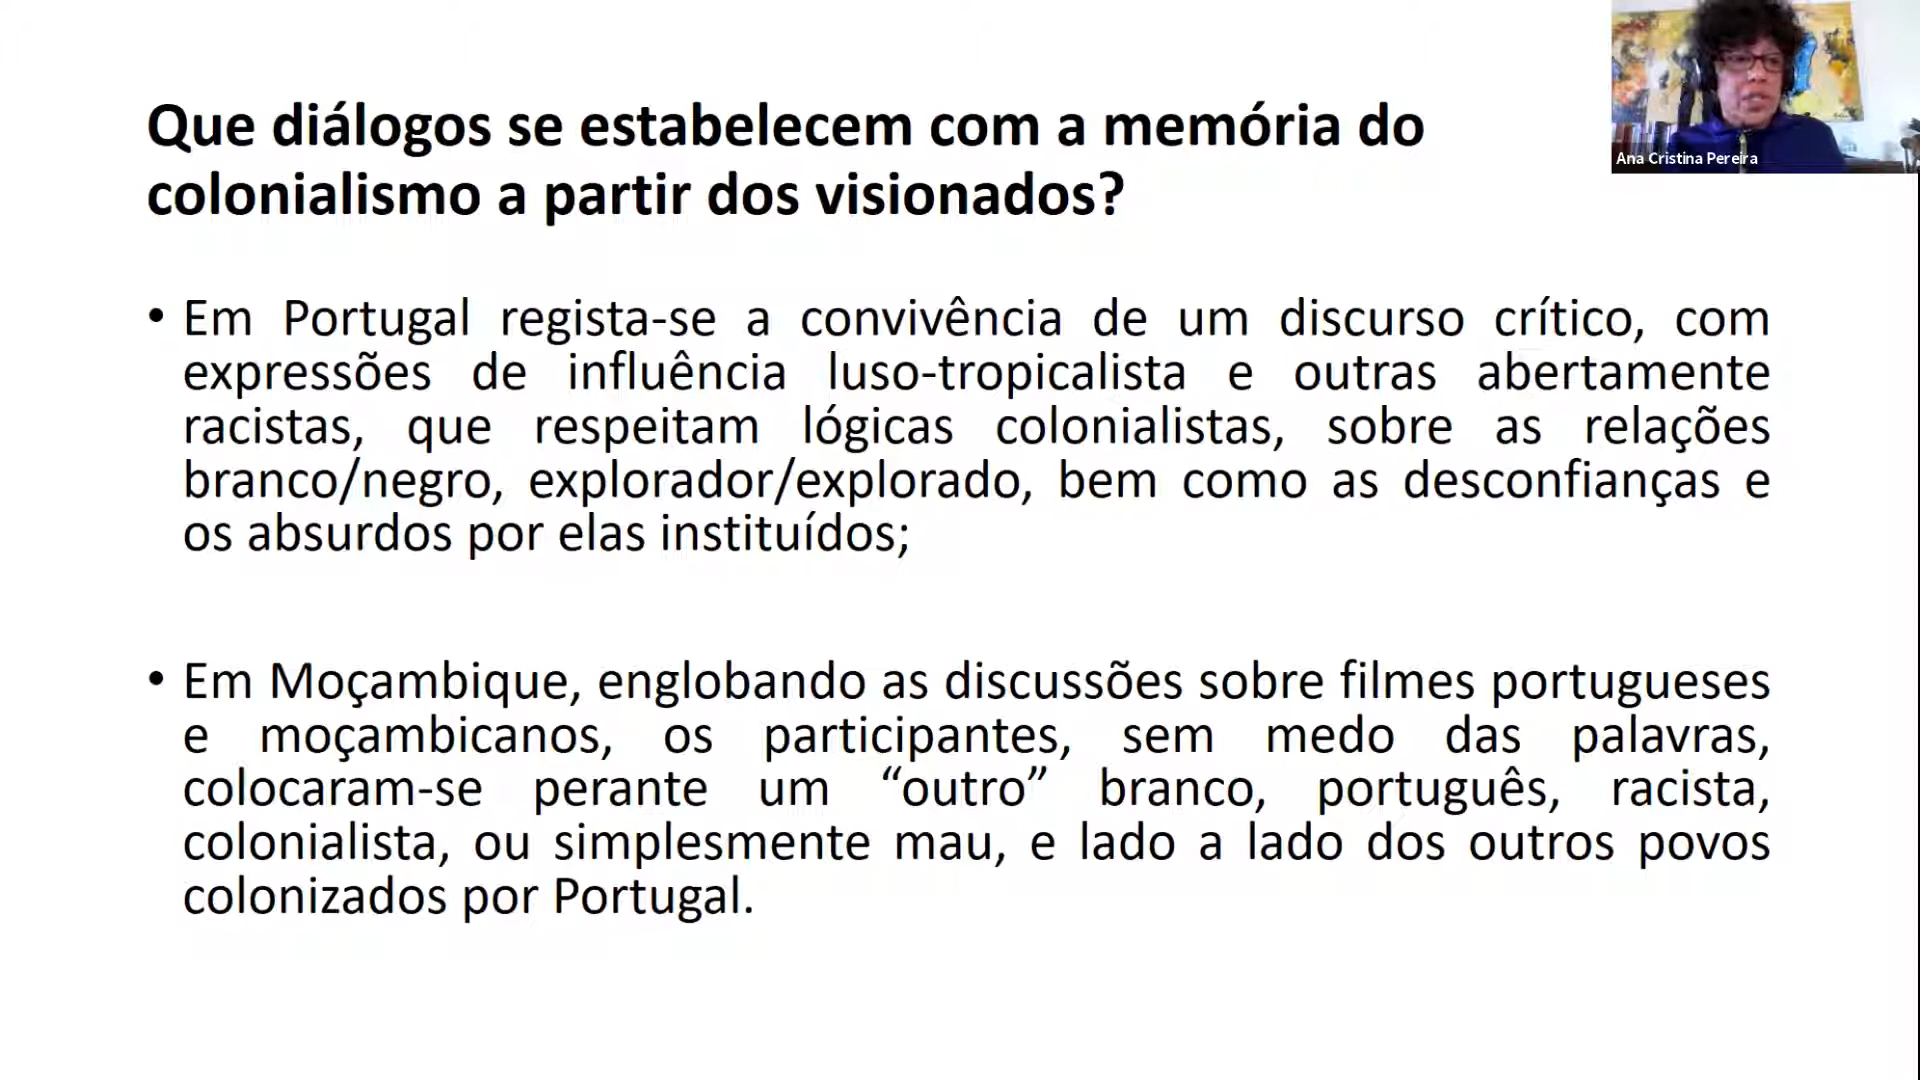 Que diálogos se estabelecem com a memória do
colonialismo a partir dos visionados?
Ana Cristina Pereira
• Em Portugal regista-se a convivência de um discurso crítico, com
expressões de influência luso-tropicalista e outras abertamente
racistas, que respeitam lógicas colonialistas, sobre as relações
branco/negro, explorador/explorado, bem como as desconfianças e
os absurdos por elas instituídos;
• Em Moçambique, englobando as discussões sobre filmes portugueses
e moçambicanos, os participantes, sem medo das palavras,
colocaram-se perante um “outro” branco, português, racista,
colonialista, ou simplesmente mau, e lado a lado dos outros povos
colonizados por Portugal.